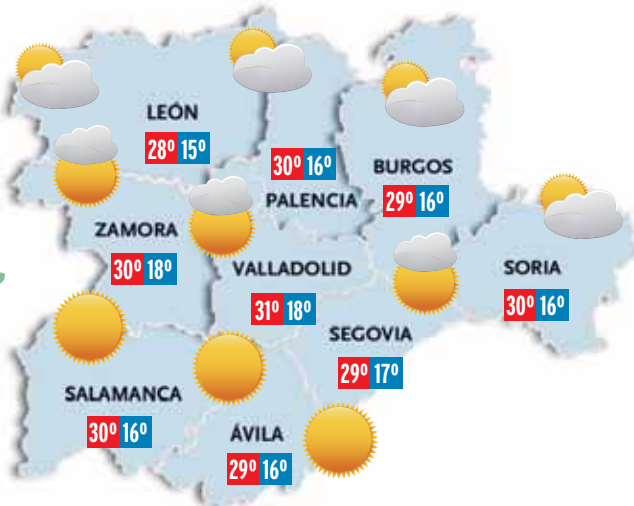 LEÓN
28º 15º
30º 16º
PALENCIA
BURGOS
29º 16º
ZAMORA
30º 18º
VALLADOLID
31º 18º
SORIA
30º 16º
SEGOVIA
29º 17º
SALAMANCA
30º 16º
ÁVILA
29º 16º